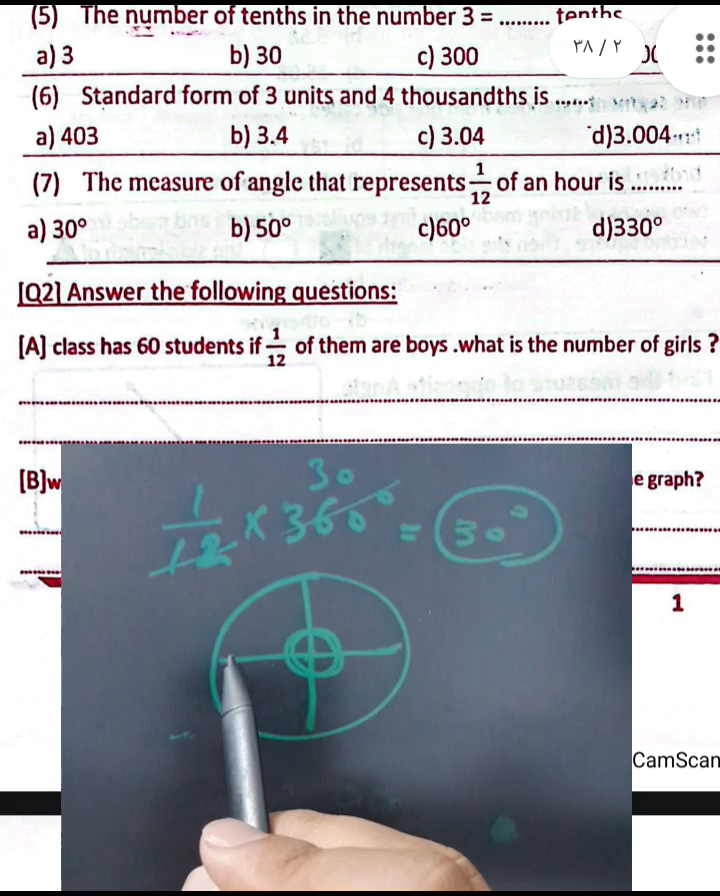 (5) The number of tenths in the number 3 = .......... tenths
٣٨ / ٢
a) 3 b) 30 c) 300
(6) Standard form of 3 units and 4 thousandths is ......
a) 403 b) 3.4 c) 3.04 d)3.004
(7) The measure of angle that represents 1/12 of an hour is .........
a) 30° b) 50° c)60° d)330°
[Q2] Answer the following questions:
[A] class has 60 students if 1/12 of them are boys .what is the number of girls ?
[B]w e graph?
30
1/12 × 360° = 30°
1
CamScan